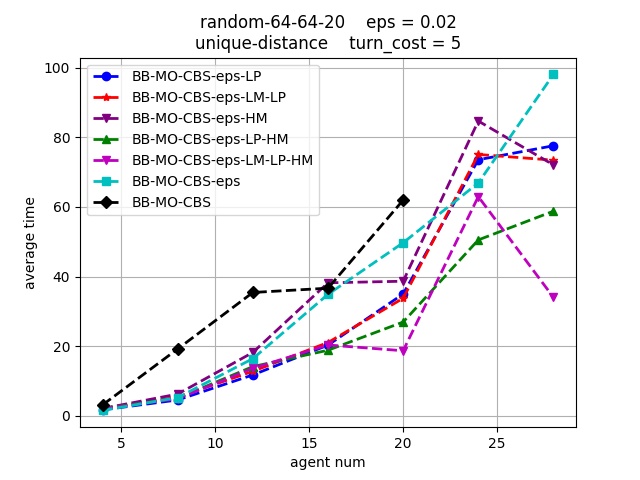 random-64-64-20    eps = 0.02
unique-distance    turn_cost = 5
100
80
60
40
20
0
average time
BB-MO-CBS-eps-LP
BB-MO-CBS-eps-LM-LP
BB-MO-CBS-eps-HM
BB-MO-CBS-eps-LP-HM
BB-MO-CBS-eps-LM-LP-HM
BB-MO-CBS-eps
BB-MO-CBS
5 10 15 20 25
agent num